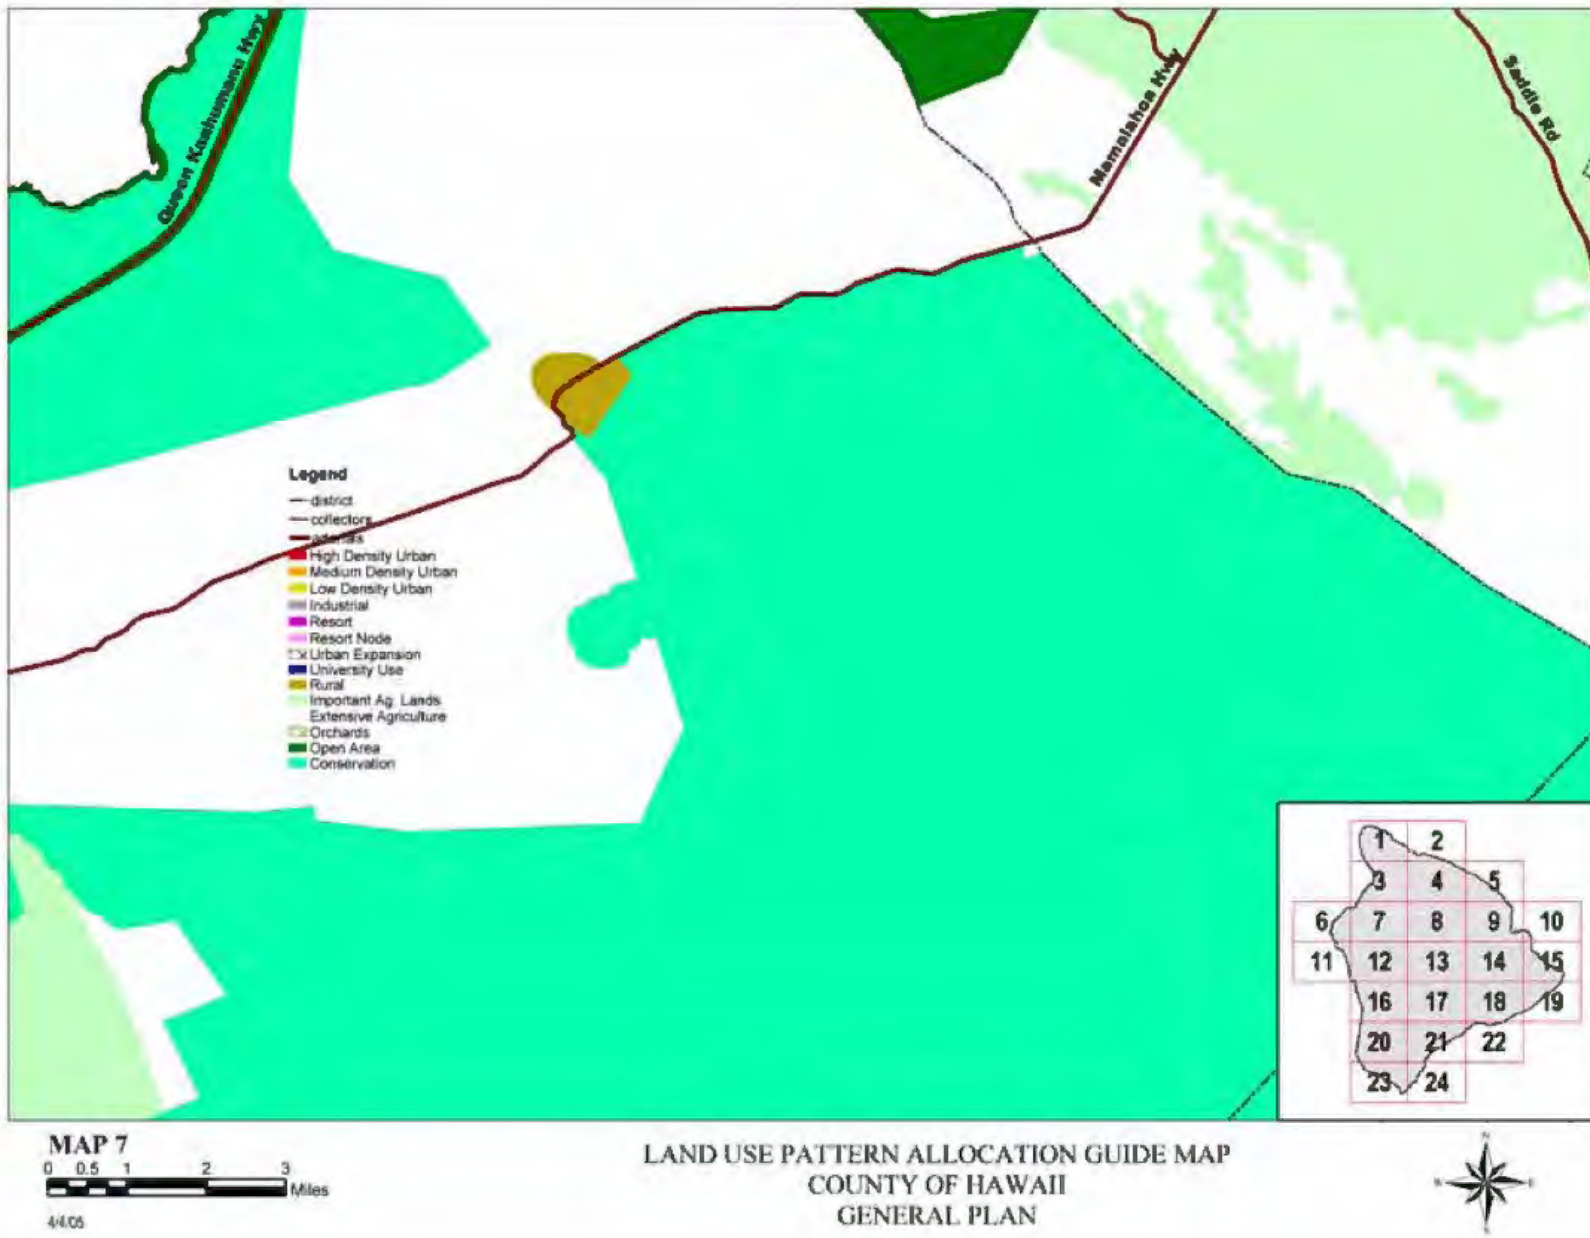 Queen Kaahumanu Hwy
Mamalahoa Hwy
Saddle Rd
Legend
district
collectors
arterials
High Density Urban
Medium Density Urban
Low Density Urban
Industrial
Resort
Resort Node
Urban Expansion
University Use
Rural
Important Ag. Lands
Extensive Agriculture
Orchards
Open Area
Conservation
1 2
3 4 5
6 7 8 9 10
11 12 13 14 15
16 17 18 19
20 21 22
23 24
MAP 7
0 0.5 1 2 3
Miles
4/4/05
LAND USE PATTERN ALLOCATION GUIDE MAP
COUNTY OF HAWAII
GENERAL PLAN